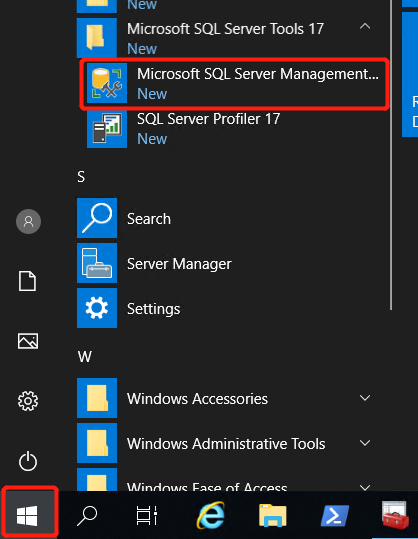 New
Microsoft SQL Server Tools 17
New
Microsoft SQL Server Management...
New
SQL Server Profiler 17
New
S
Search
Server Manager
Settings
W
Windows Accessories
Windows Administrative Tools
Windows Ease of Access